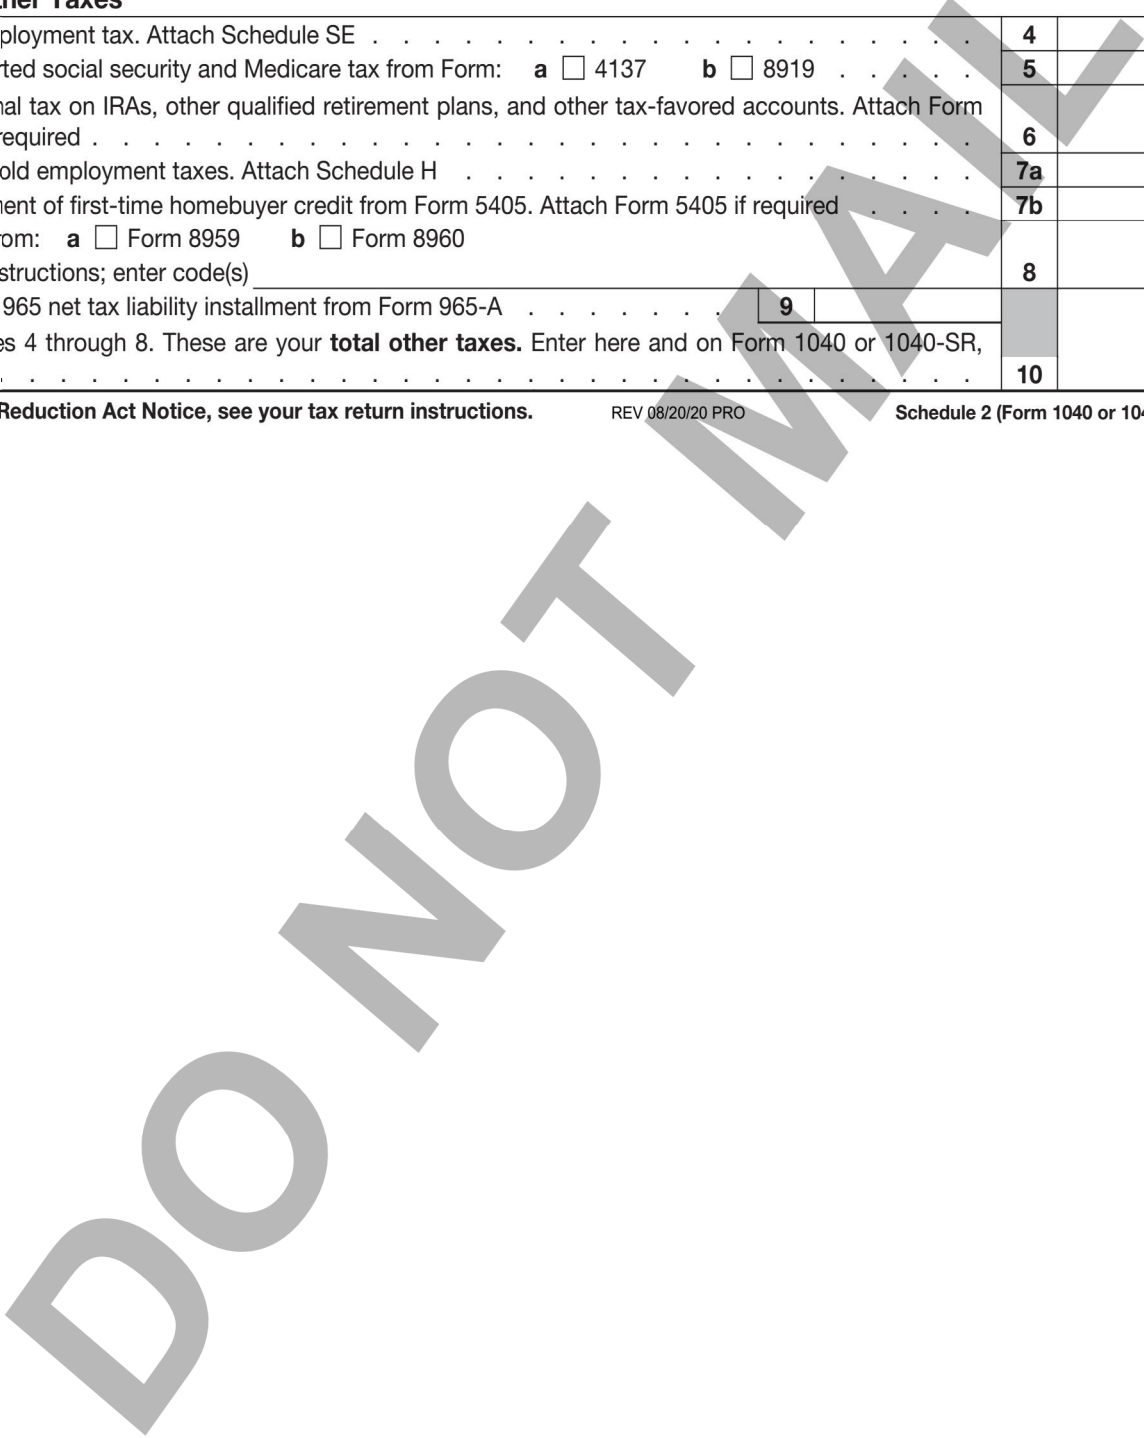 her Taxes
ployment tax. Attach Schedule SE . . . . . . . . . . . . . . . . . . . . 4
rted social security and Medicare tax from Form: a ☐ 4137 b ☐ 8919 . . . . . 5
nal tax on IRAs, other qualified retirement plans, and other tax-favored accounts. Attach Form
required . . . . . . . . . . . . . . . . . . . . . . . . . . . . . 6
old employment taxes. Attach Schedule H . . . . . . . . . . . . . . . . . 7a
nent of first-time homebuyer credit from Form 5405. Attach Form 5405 if required . . . . 7b
rom: a ☐ Form 8959 b ☐ Form 8960
structions; enter code(s) 8
965 net tax liability installment from Form 965-A . . . . . . . 9
es 4 through 8. These are your total other taxes. Enter here and on Form 1040 or 1040-SR,
. . . . . . . . . . . . . . . . . . . . . . . . . . . . . . . . 10
Reduction Act Notice, see your tax return instructions. REV 08/20/20 PRO Schedule 2 (Form 1040 or 104
DO NOT MAIL